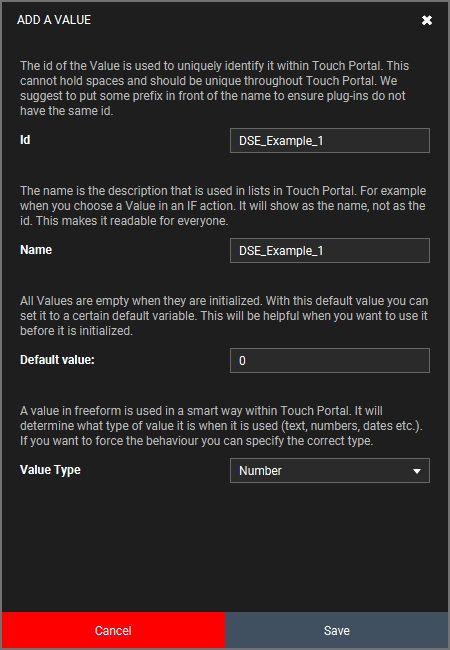 ADD A VALUE
The id of the Value is used to uniquely identify it within Touch Portal. This
cannot hold spaces and should be unique throughout Touch Portal. We
suggest to put some prefix in front of the name to ensure plug-ins do not
have the same id.
Id
DSE_Example_1
The name is the description that is used in lists in Touch Portal. For example
when you choose a Value in an IF action. It will show as the name, not as the
id. This makes it readable for everyone.
Name
DSE_Example_1
All Values are empty when they are initialized. With this default value you can
set it to a certain default variable. This will be helpful when you want to use it
before it is initialized.
Default value:
0
A value in freeform is used in a smart way within Touch Portal. It will
determine what type of value it is when it is used (text, numbers, dates etc.).
If you want to force the behaviour you can specify the correct type.
Value Type
Number
Cancel
Save